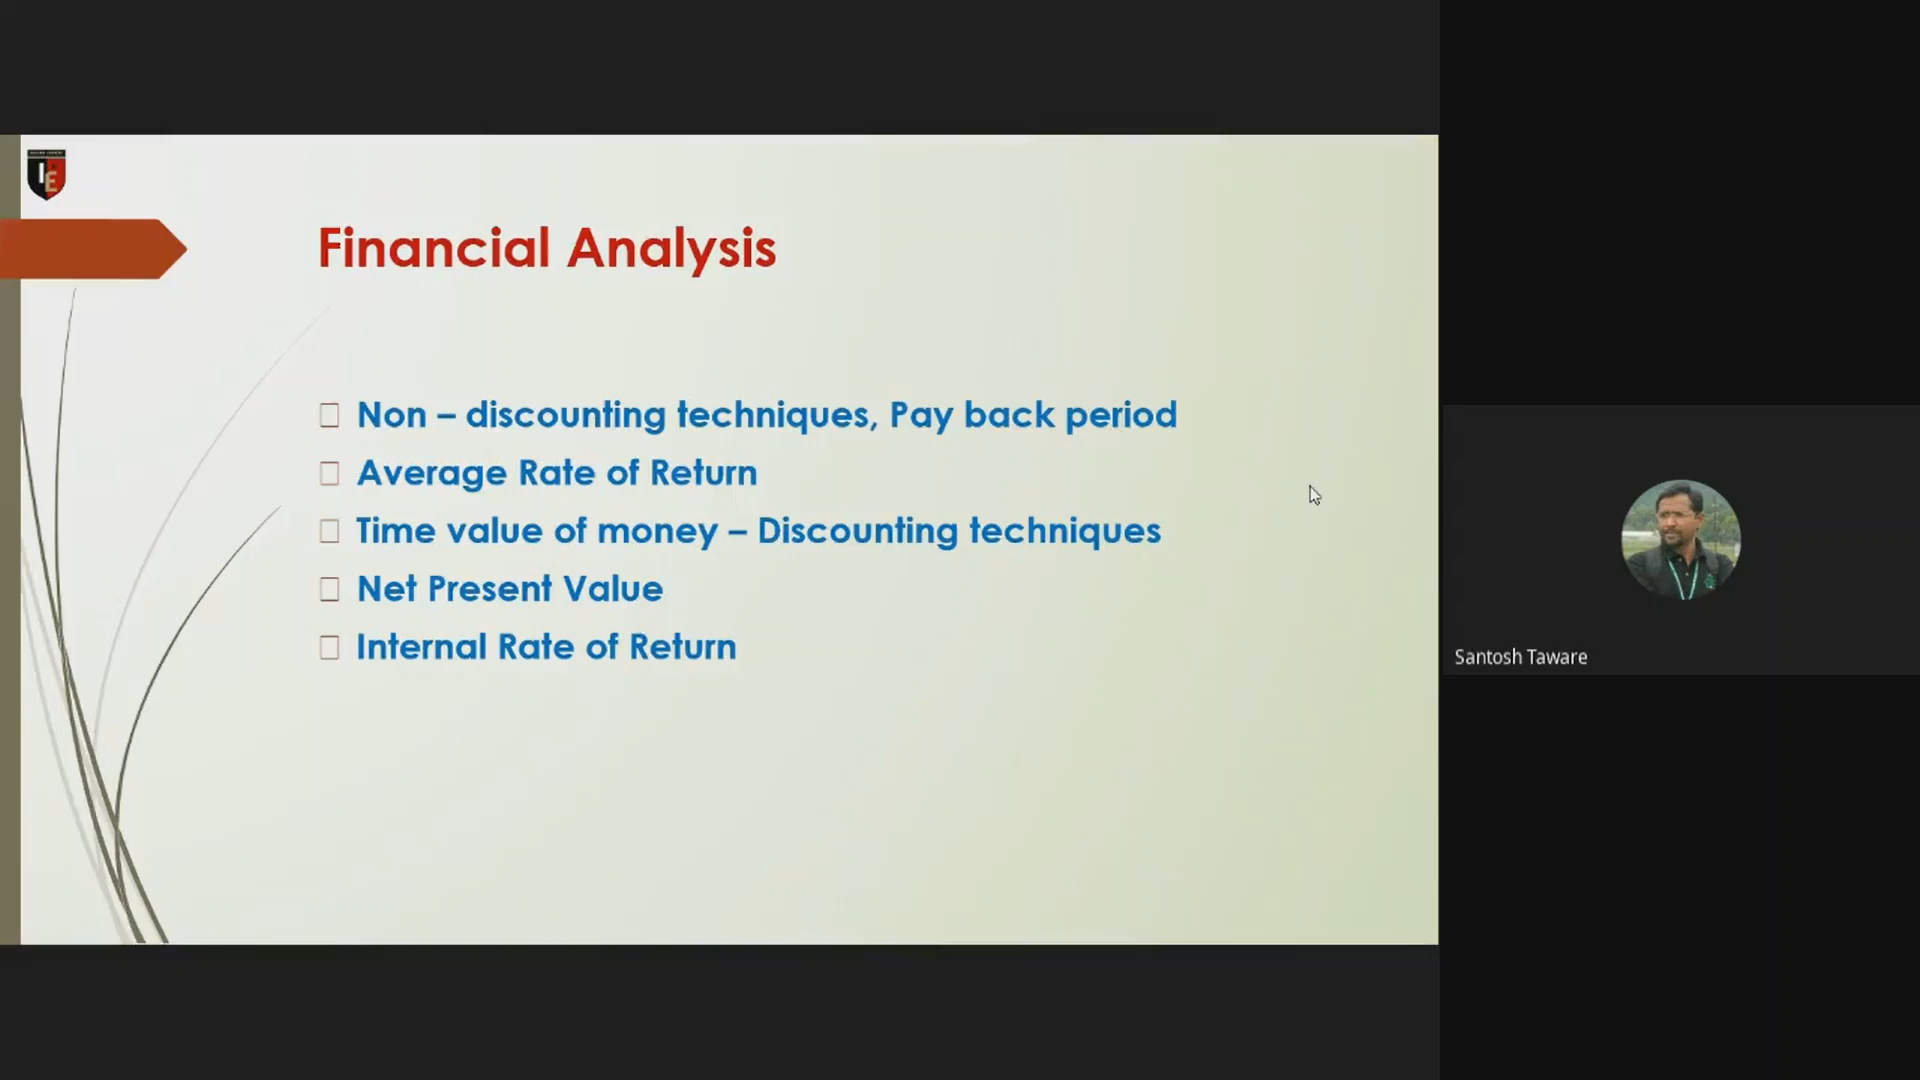 IE
Financial Analysis
Non – discounting techniques, Pay back period
Average Rate of Return
Time value of money – Discounting techniques
Net Present Value
Internal Rate of Return
Santosh Taware